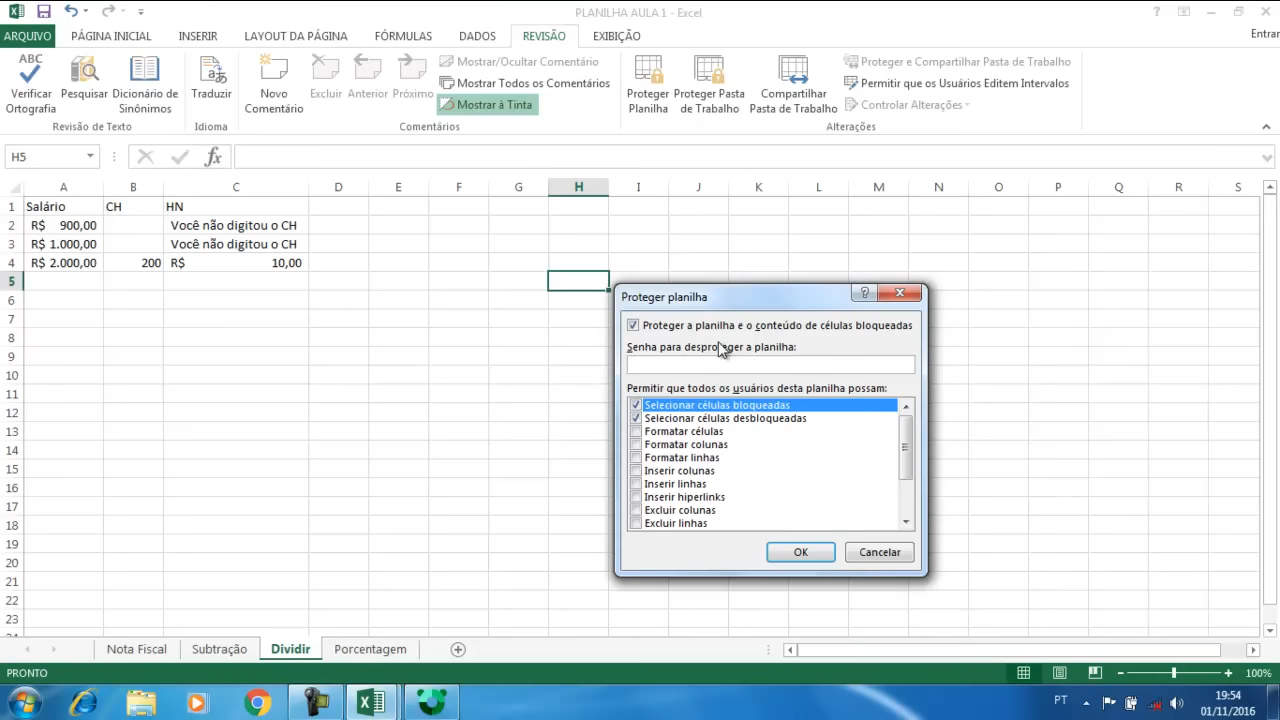 PLANILHA AULA 1 - Excel
ARQUIVO PÁGINA INICIAL INSERIR LAYOUT DA PÁGINA FÓRMULAS DADOS REVISÃO EXIBIÇÃO Entrar
ABC
Verificar Ortografia
Pesquisar
Dicionário de Sinônimos
Traduzir
Novo Comentário
Excluir
Anterior
Próximo
Mostrar/Ocultar Comentário
Mostrar Todos os Comentários
Mostrar à Tinta
Proteger Planilha
Proteger Pasta de Trabalho
Compartilhar Pasta de Trabalho
Proteger e Compartilhar Pasta de Trabalho
Permitir que os Usuários Editem Intervalos
Controlar Alterações
Revisão de Texto Idioma Comentários Alterações
H5 fx
A B C D E F G H I J K L M N O P Q R S
1 Salário CH HN
2 R$ 900,00 Você não digitou o CH
3 R$ 1.000,00 Você não digitou o CH
4 R$ 2.000,00 200 R$ 10,00
5
6
7
8
9
10
11
12
13
14
15
16
17
18
19
20
21
22
23
24
Proteger planilha
Proteger a planilha e o conteúdo de células bloqueadas
Senha para desproteger a planilha:
Permitir que todos os usuários desta planilha possam:
Selecionar células bloqueadas
Selecionar células desbloqueadas
Formatar células
Formatar colunas
Formatar linhas
Inserir colunas
Inserir linhas
Inserir hiperlinks
Excluir colunas
Excluir linhas
OK Cancelar
Nota Fiscal Subtração Dividir Porcentagem
PRONTO 100%
PT 19:54
01/11/2016